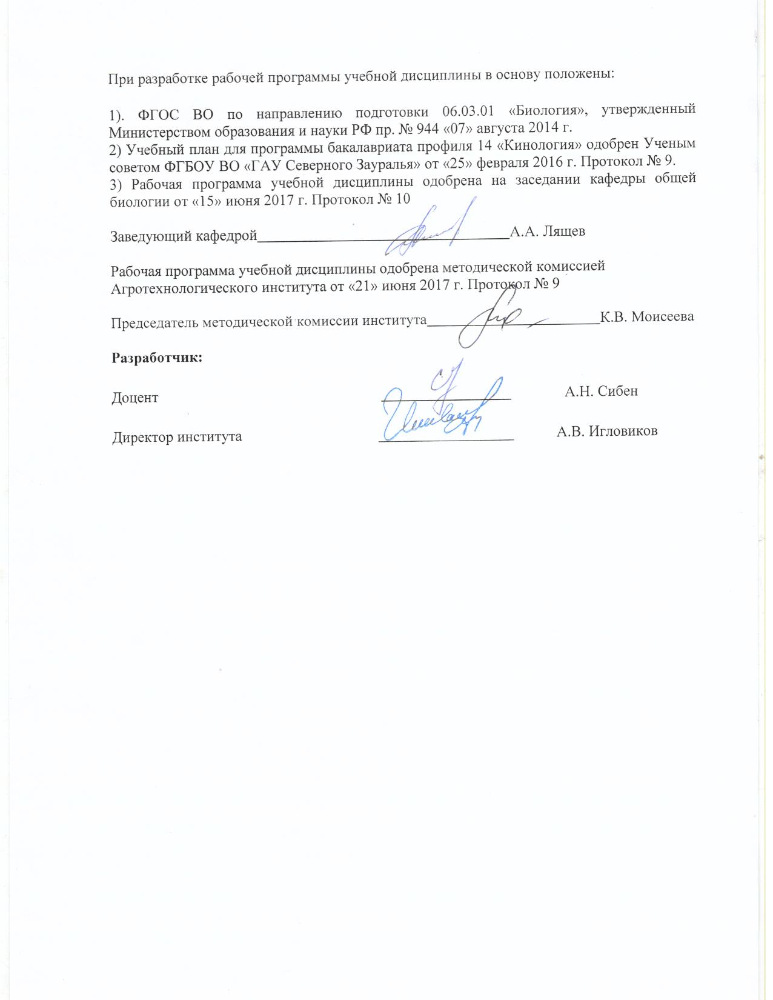 При разработке рабочей программы учебной дисциплины в основу положены:
1). ФГОС ВО по направлению подготовки 06.03.01 «Биология», утвержденный
Министерством образования и науки РФ пр. № 944 «07» августа 2014 г.
2) Учебный план для программы бакалавриата профиля 14 «Кинология» одобрен Ученым
советом ФГБОУ ВО «ГАУ Северного Зауралья» от «25» февраля 2016 г. Протокол № 9.
3) Рабочая программа учебной дисциплины одобрена на заседании кафедры общей
биологии от «15» июня 2017 г. Протокол № 10
Заведующий кафедрой А.А. Лящев
Рабочая программа учебной дисциплины одобрена методической комиссией
Агротехнологического института от «21» июня 2017 г. Протокол № 9
Председатель методической комиссии института К.В. Моисеева
Разработчик:
Доцент А.Н. Сибен
Директор института А.В. Игловиков